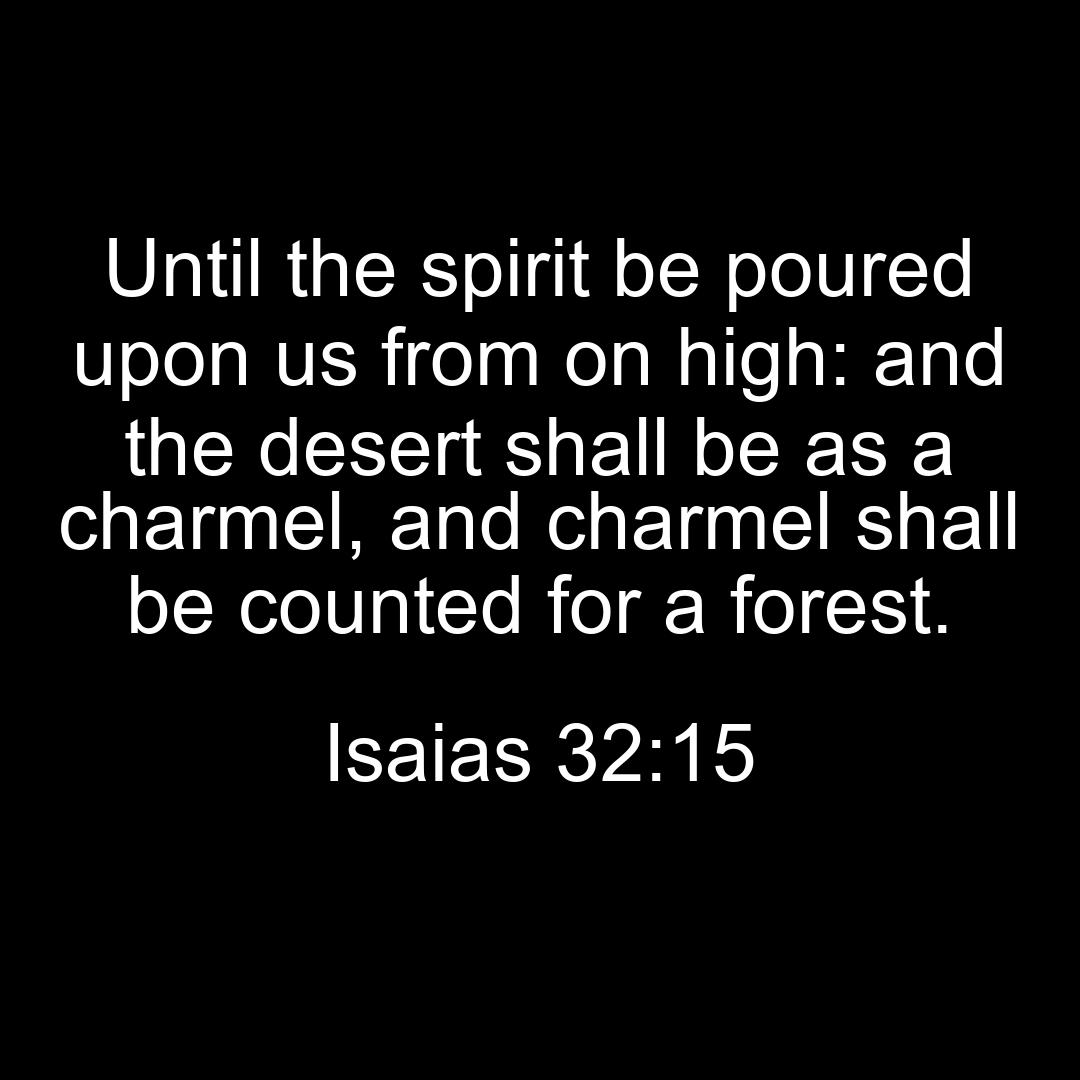 Until the spirit be poured
upon us from on high: and
the desert shall be as a
charmel, and charmel shall
be counted for a forest.
Isaias 32:15